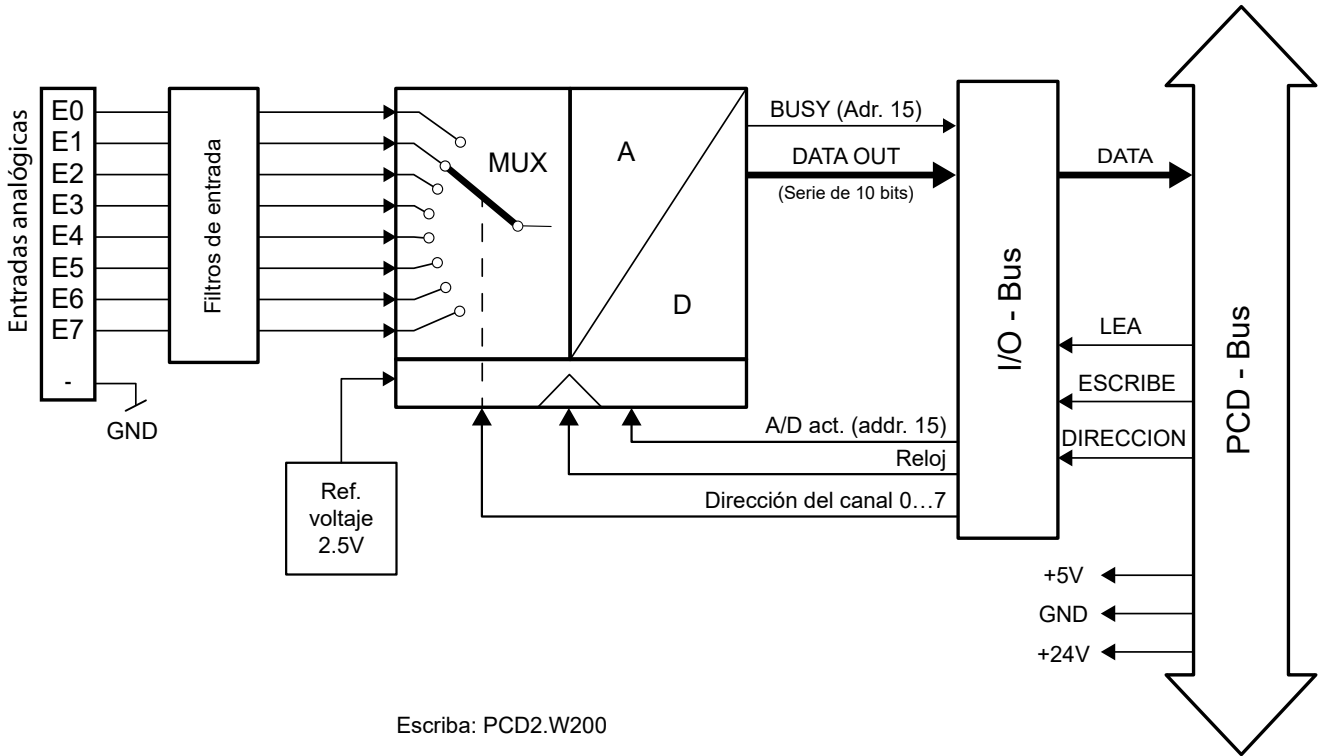 Entradas analógicas
E0
E1
E2
E3
E4
E5
E6
E7
-
GND
Filtros de entrada
MUX
A
D
Ref.
voltaje
2.5V
BUSY (Adr. 15)
DATA OUT
(Serie de 10 bits)
A/D act. (addr. 15)
Reloj
Dirección del canal 0…7
I/O - Bus
DATA
LEA
ESCRIBE
DIRECCION
+5V
GND
+24V
PCD - Bus
Escriba: PCD2.W200